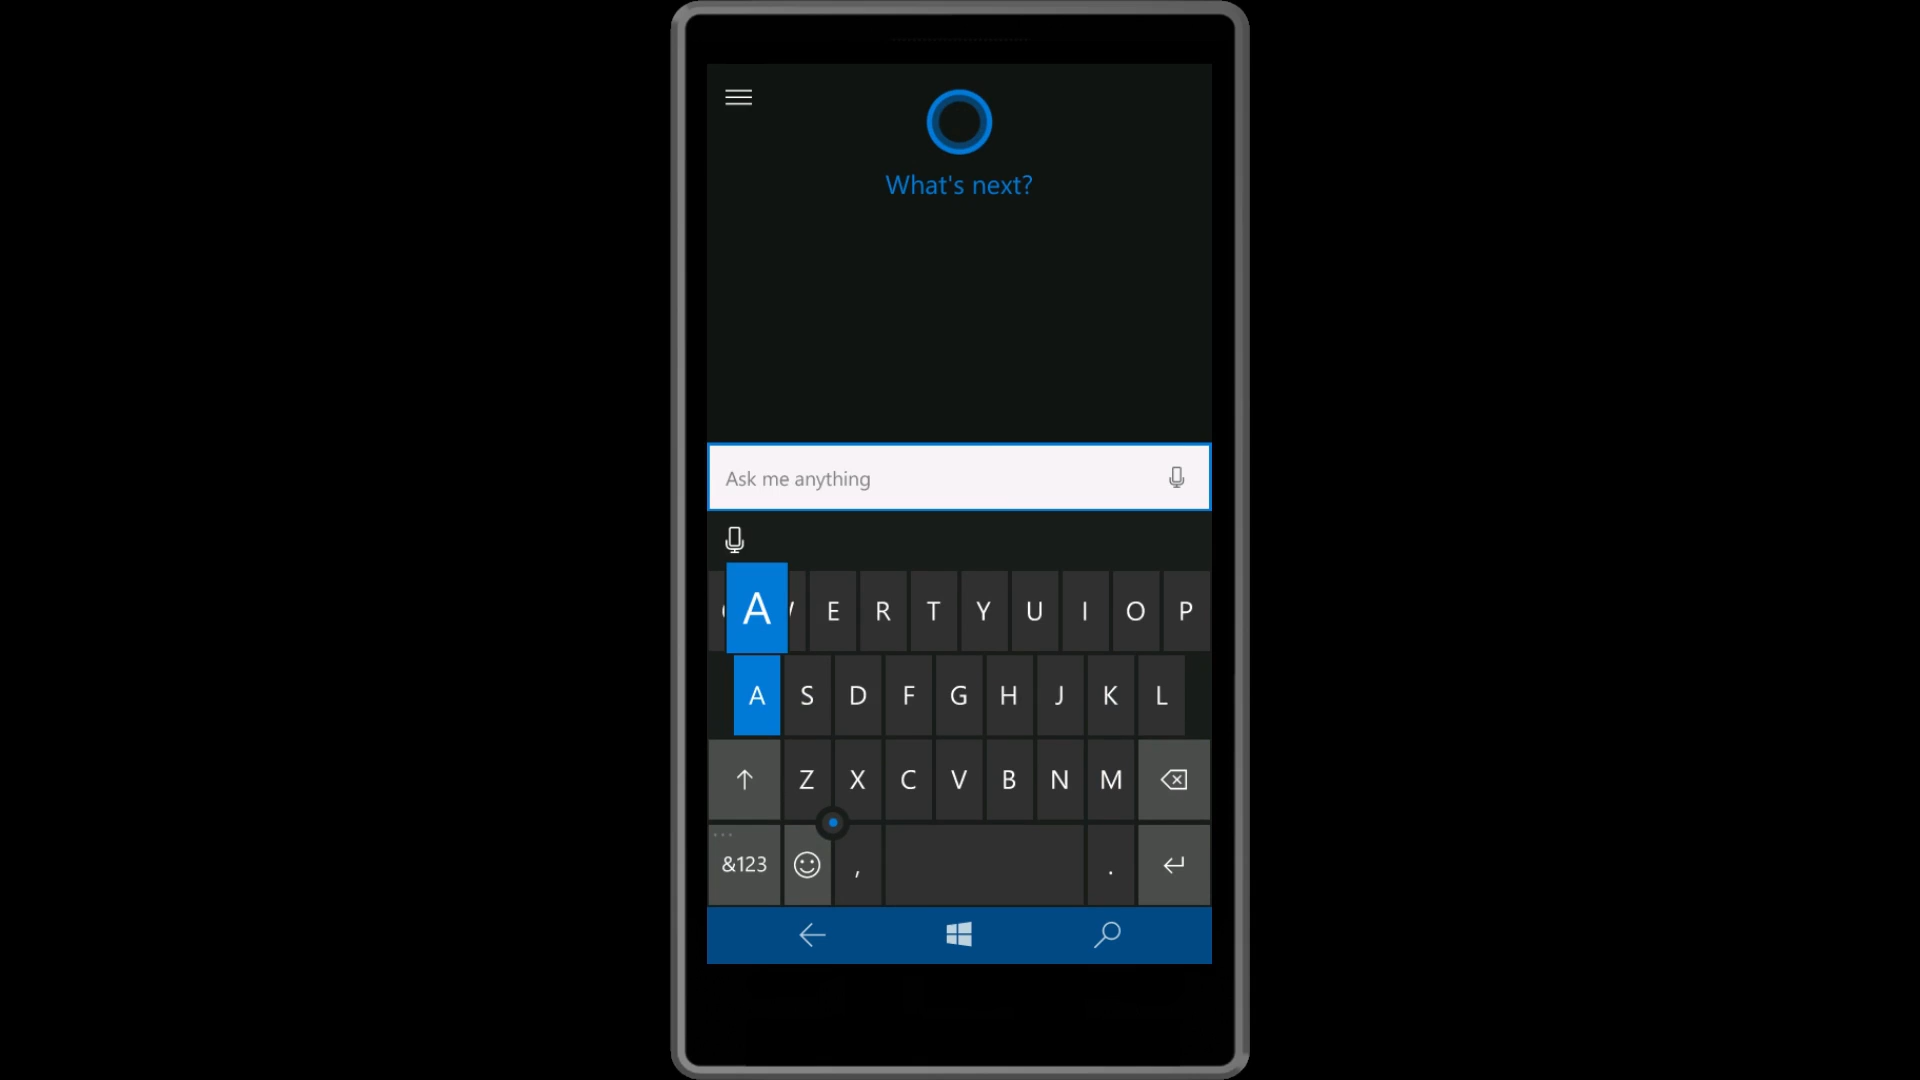 What's next?
Ask me anything
A
E R T Y U I O P
A S D F G H J K L
Z X C V B N M
&123 , .